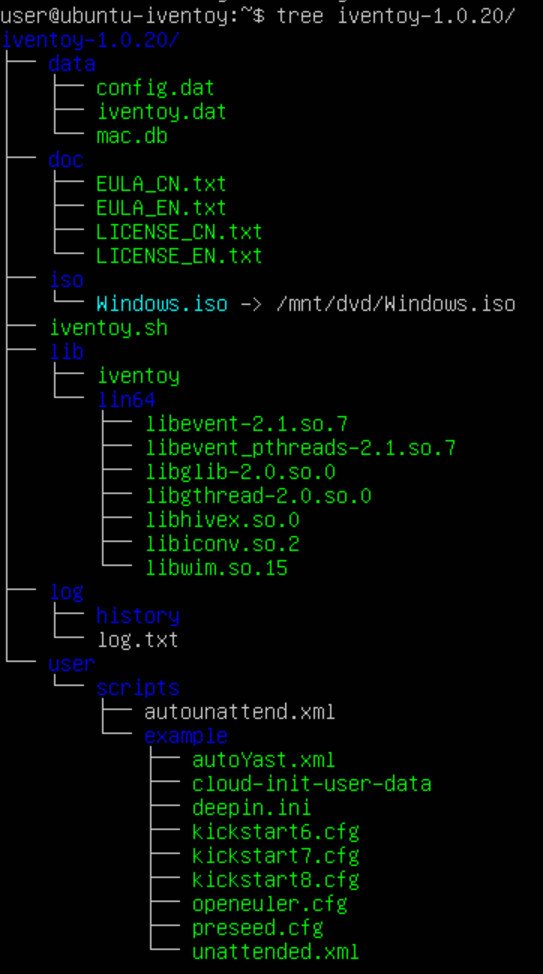 user@ubuntu-iventoy:~$ tree iventoy-1.0.20/
iventoy-1.0.20/
├── data
│   ├── config.dat
│   ├── iventoy.dat
│   └── mac.db
├── doc
│   ├── EULA_CN.txt
│   ├── EULA_EN.txt
│   ├── LICENSE_CN.txt
│   └── LICENSE_EN.txt
├── iso
│   └── Windows.iso -> /mnt/dvd/Windows.iso
├── iventoy.sh
├── lib
│   ├── iventoy
│   └── lin64
│       ├── libevent-2.1.so.7
│       ├── libevent_pthreads-2.1.so.7
│       ├── libglib-2.0.so.0
│       ├── libgthread-2.0.so.0
│       ├── libhivex.so.0
│       ├── libiconv.so.2
│       └── libwim.so.15
├── log
│   ├── history
│   └── log.txt
└── user
    └── scripts
        ├── autounattend.xml
        └── example
            ├── autoYast.xml
            ├── cloud-init-user-data
            ├── deepin.ini
            ├── kickstart6.cfg
            ├── kickstart7.cfg
            ├── kickstart8.cfg
            ├── openeuler.cfg
            ├── preseed.cfg
            └── unattended.xml